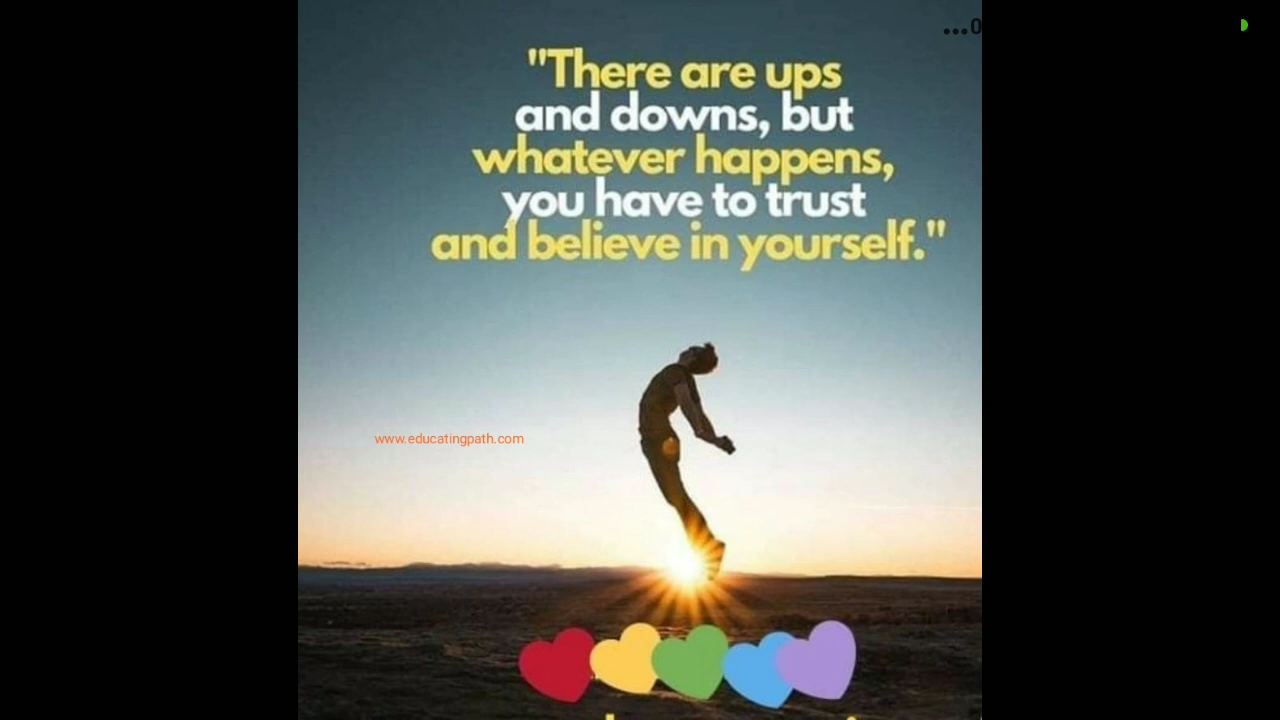 ...0
"There are ups
and downs, but
whatever happens,
you have to trust
and believe in yourself."
www.educatingpath.com